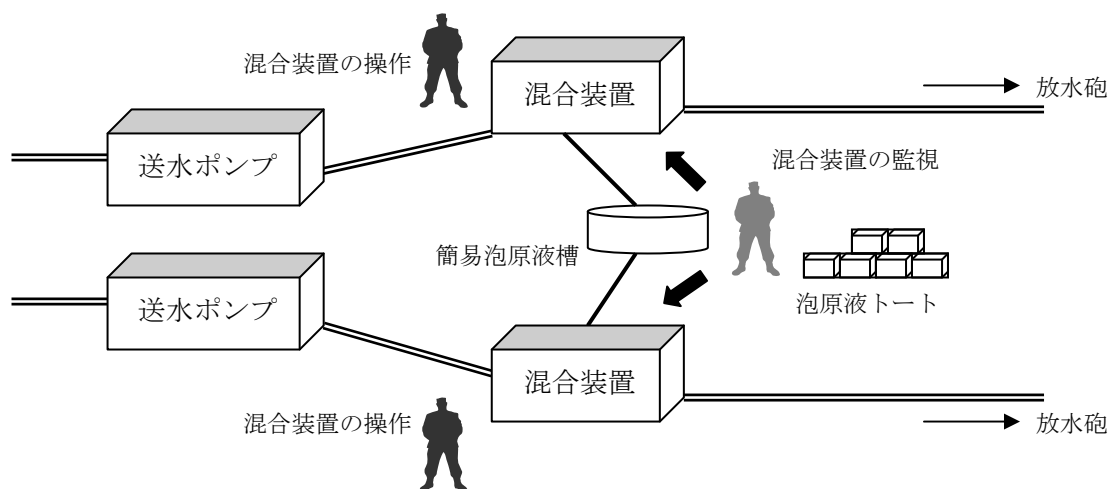 混合装置の操作
混合装置
放水砲
送水ポンプ
混合装置の監視
簡易泡原液槽
泡原液トート
送水ポンプ
混合装置
混合装置の操作
放水砲